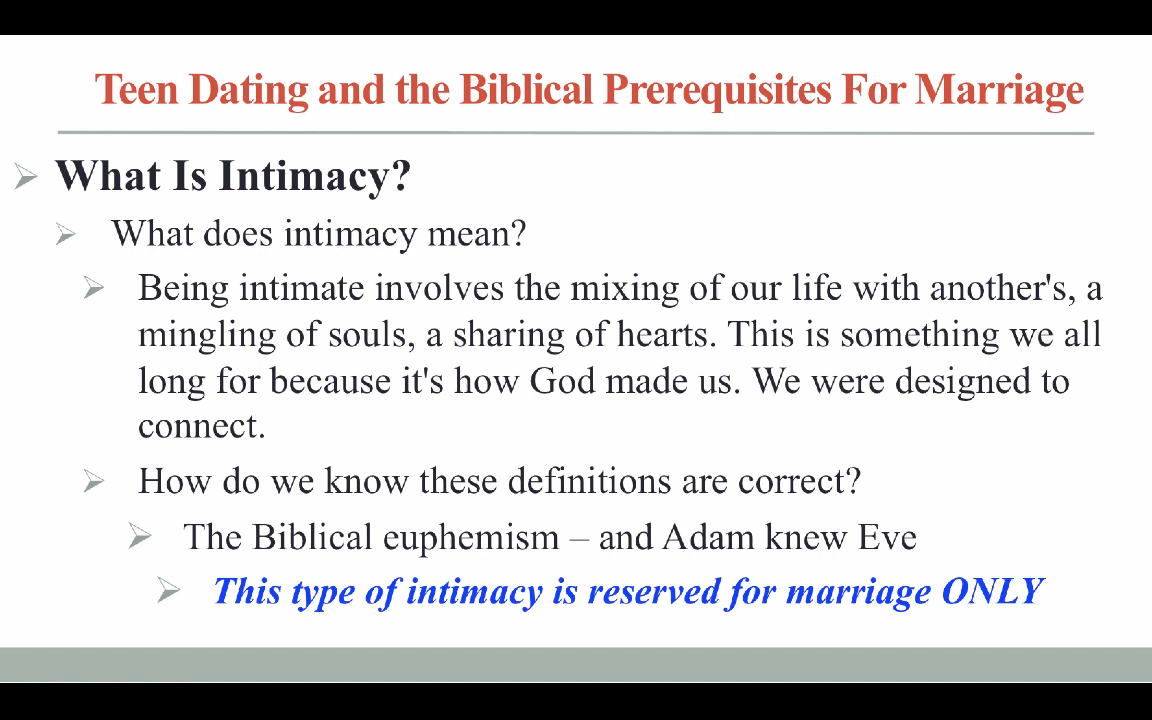 Teen Dating and the Biblical Prerequisites For Marriage
What Is Intimacy?
What does intimacy mean?
Being intimate involves the mixing of our life with another's, a
mingling of souls, a sharing of hearts. This is something we all
long for because it's how God made us. We were designed to
connect.
How do we know these definitions are correct?
The Biblical euphemism – and Adam knew Eve
This type of intimacy is reserved for marriage ONLY